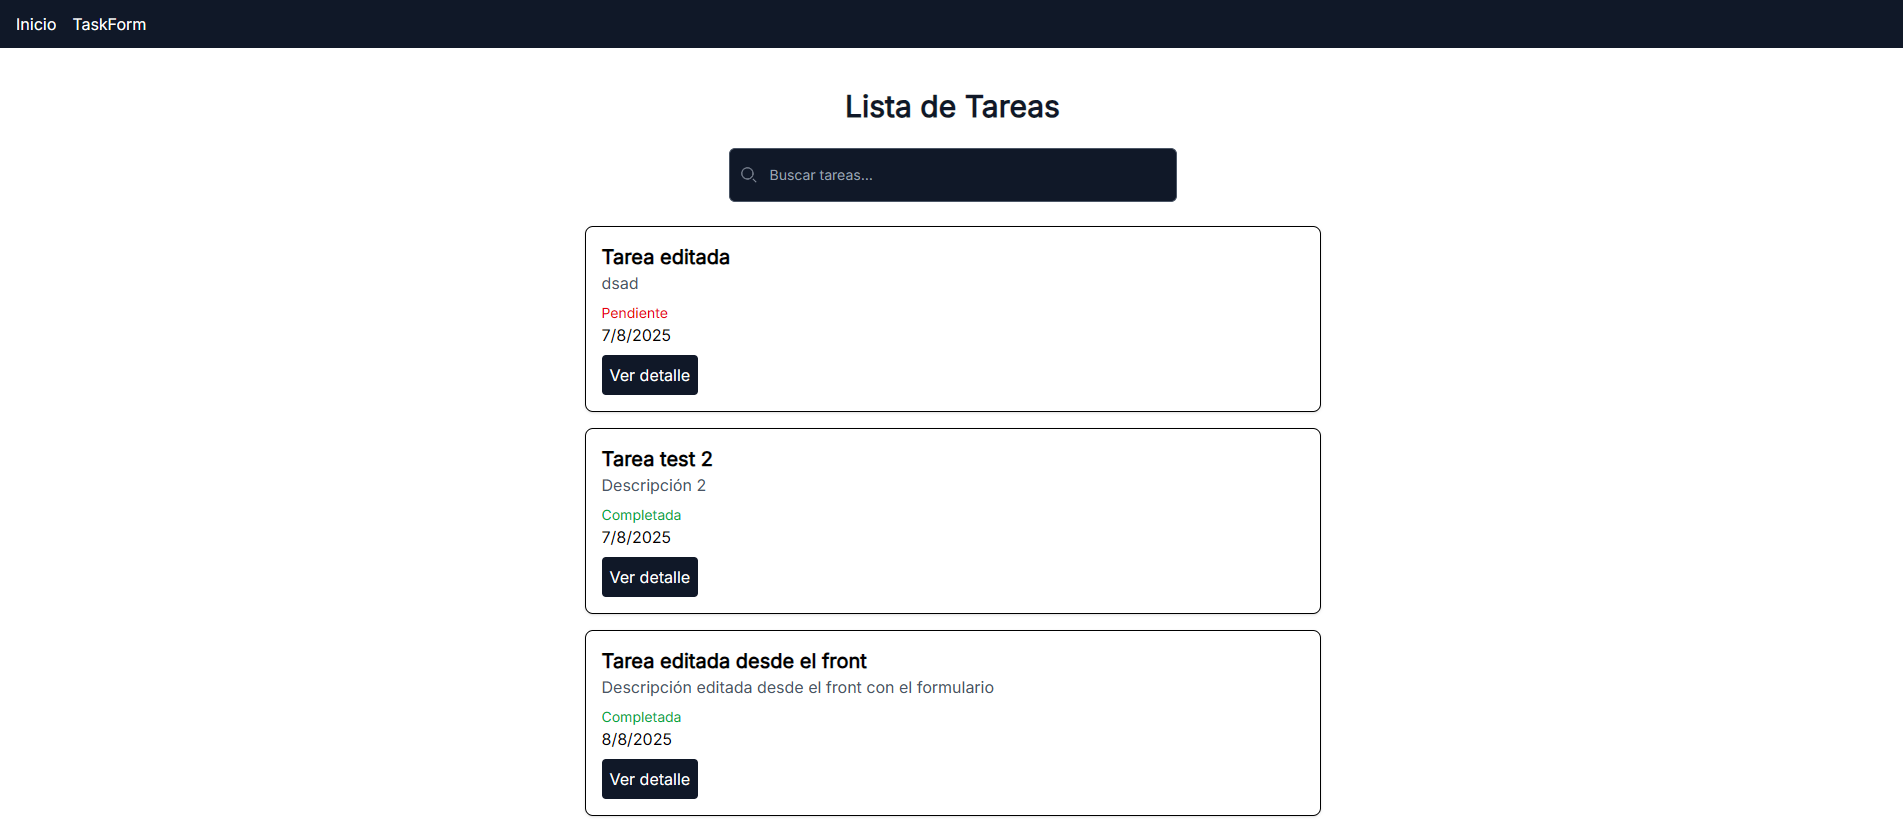 Inicio TaskForm
Lista de Tareas
Buscar tareas...
Tarea editada
dsad
Pendiente
7/8/2025
Ver detalle
Tarea test 2
Descripción 2
Completada
7/8/2025
Ver detalle
Tarea editada desde el front
Descripción editada desde el front con el formulario
Completada
8/8/2025
Ver detalle